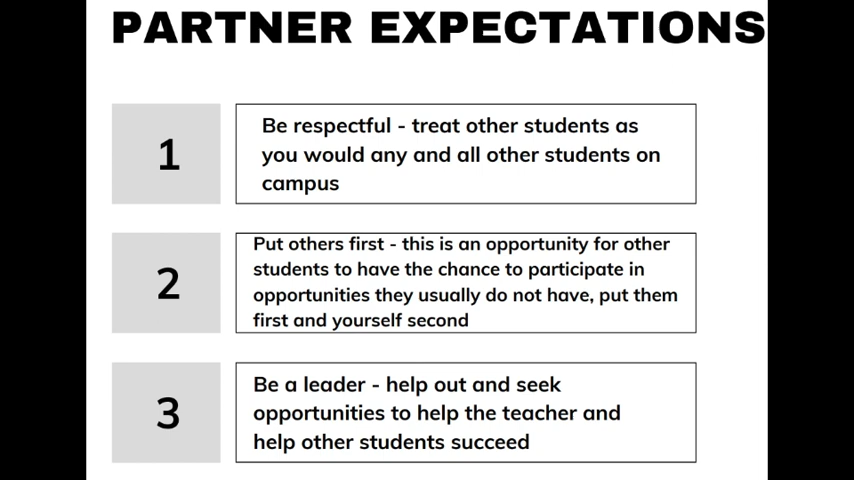 PARTNER EXPECTATIONS
1
Be respectful - treat other students as
you would any and all other students on
campus
2
Put others first - this is an opportunity for other
students to have the chance to participate in
opportunities they usually do not have, put them
first and yourself second
3
Be a leader - help out and seek
opportunities to help the teacher and
help other students succeed